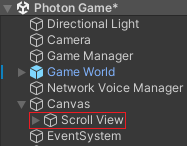 Photon Game*
Directional Light
Camera
Game Manager
Game World
Network Voice Manager
Canvas
Scroll View
EventSystem